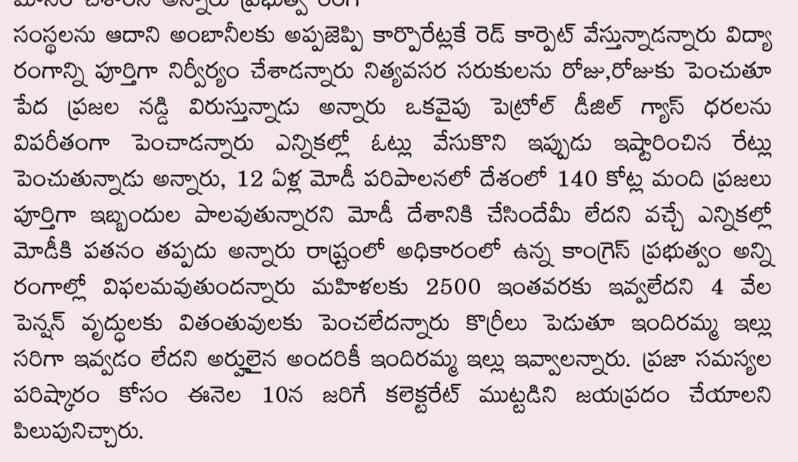 సంస్థలను ఆదాని అంబానీలకు అప్పజెప్పి కార్పొరేట్లకే రెడ్ కార్పెట్ వేస్తున్నాడన్నారు విద్యా
రంగాన్ని పూర్తిగా నిర్వీర్యం చేశాడన్నారు నిత్యవసర సరుకులను రోజు,రోజుకు పెంచుతూ
పేద ప్రజల నడ్డి విరుస్తున్నాడు అన్నారు ఒకవైపు పెట్రోల్ డీజిల్ గ్యాస్ ధరలను
విపరీతంగా పెంచాడన్నారు ఎన్నికల్లో ఓట్లు వేసుకొని ఇప్పుడు ఇష్టారించిన రేట్లు
పెంచుతున్నాడు అన్నారు, 12 ఏళ్ల మోడీ పరిపాలనలో దేశంలో 140 కోట్ల మంది ప్రజలు
పూర్తిగా ఇబ్బందుల పాలవుతున్నారని మోడీ దేశానికి చేసిందేమీ లేదని వచ్చే ఎన్నికల్లో
మోడీకి పతనం తప్పదు అన్నారు రాష్ట్రంలో అధికారంలో ఉన్న కాంగ్రెస్ ప్రభుత్వం అన్ని
రంగాల్లో విఫలమవుతుందన్నారు మహిళలకు 2500 ఇంతవరకు ఇవ్వలేదని 4 వేల
పెన్షన్ వృద్ధులకు వితంతువులకు పెంచలేదన్నారు కొర్రీలు పెడుతూ ఇందిరమ్మ ఇల్లు
సరిగా ఇవ్వడం లేదని అర్హులైన అందరికీ ఇందిరమ్మ ఇల్లు ఇవ్వాలన్నారు. ప్రజా సమస్యల
పరిష్కారం కోసం ఈనెల 10న జరిగే కలెక్టరేట్ ముట్టడిని జయప్రదం చేయాలని
పిలుపునిచ్చారు.